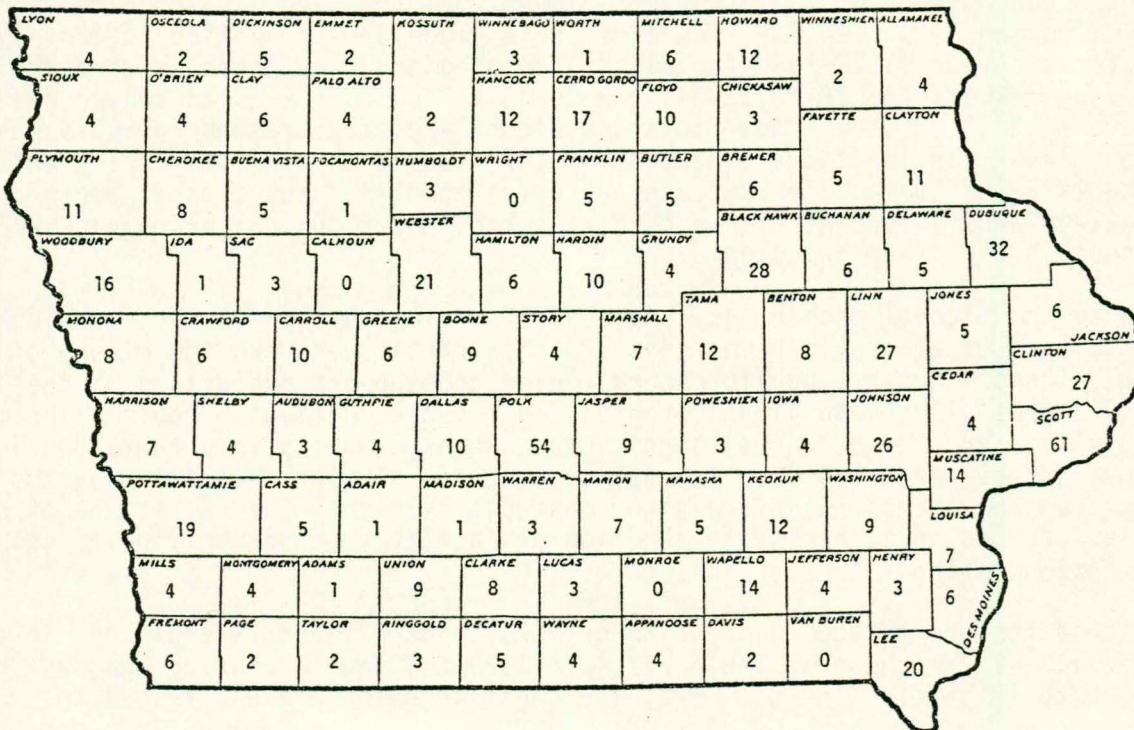 LYON OSCEOLA DICKINSON EMMET KOSSUTH WINNEBAGO WORTH MITCHELL HOWARD WINNESHIEK ALLAMAKEE
4 2 5 2 3 1 6 12
SIOUX O'BRIEN CLAY PALO ALTO HANCOCK CERRO GORDO FLOYD CHICKASAW 2 4
4 4 6 4 2 12 17 10 3 FAYETTE CLAYTON
PLYMOUTH CHEROKEE BUENA VISTA POCAHONTAS HUMBOLDT WRIGHT FRANKLIN BUTLER BREMER
11 8 5 1 3 0 5 5 6 5 11
WEBSTER BLACK HAWK BUCHANAN DELAWARE DUBUQUE
WOODBURY IDA SAC CALHOUN HAMILTON HARDIN GRUNDY 32
16 1 3 0 21 6 10 4 28 6 5
TAMA BENTON LINN JONES 6
MONONA CRAWFORD CARROLL GREENE BOONE STORY MARSHALL 5 JACKSON
8 6 10 6 9 4 7 12 8 27 CLINTON
CEDAR 27
HARRISON SHELBY AUDUBON GUTHRIE DALLAS POLK JASPER POWESHIEK IOWA JOHNSON SCOTT
7 4 3 4 10 54 9 3 4 26 4 61
MUSCATINE
POTTAWATTAMIE CASS ADAIR MADISON WARREN MARION MAHASKA KEOKUK WASHINGTON 14
19 5 1 1 3 7 5 12 9 LOUISA
MILLS MONTGOMERY ADAMS UNION CLARKE LUCAS MONROE WAPELLO JEFFERSON HENRY 7
4 4 1 9 8 3 0 14 4 3 6 DES MOINES
FREMONT PAGE TAYLOR RINGGOLD DECATUR WAYNE APPANOOSE DAVIS VAN BUREN LEE
6 2 2 3 5 4 4 2 0 20